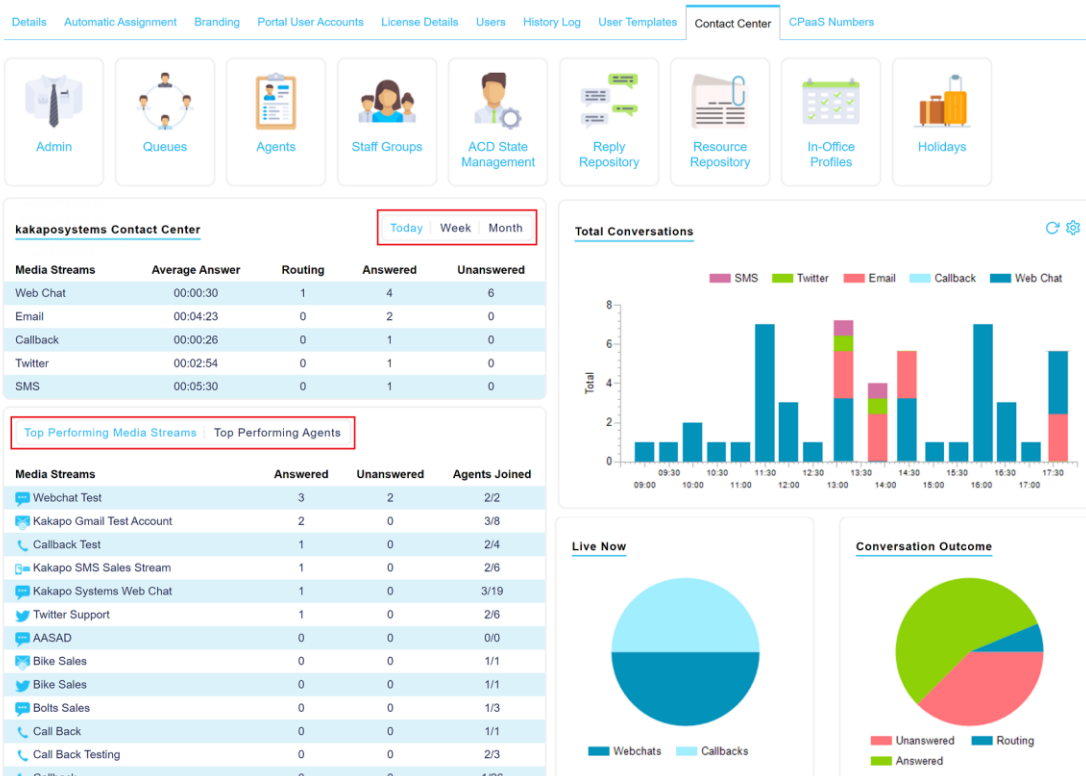 Details Automatic Assignment Branding Portal User Accounts License Details Users History Log User Templates Contact Center CPaaS Numbers
Admin Queues Agents Staff Groups ACD State Management Reply Repository Resource Repository In-Office Profiles Holidays
kakaposystems Contact Center
Today Week Month
Media Streams Average Answer Routing Answered Unanswered
Web Chat 00:00:30 1 4 6
Email 00:04:23 0 2 0
Callback 00:00:26 0 1 0
Twitter 00:02:54 0 1 0
SMS 00:05:30 0 1 0
Top Performing Media Streams Top Performing Agents
Media Streams Answered Unanswered Agents Joined
Webchat Test 3 2 2/2
Kakapo Gmail Test Account 2 0 3/8
Callback Test 1 0 2/4
Kakapo SMS Sales Stream 1 0 2/6
Kakapo Systems Web Chat 1 0 3/19
Twitter Support 1 0 2/6
AASAD 0 0 0/0
Bike Sales 0 0 1/1
Bike Sales 0 0 1/1
Bolts Sales 0 0 1/3
Call Back 0 0 1/1
Call Back Testing 0 0 2/3
Total Conversations
SMS Twitter Email Callback Web Chat
Total
8
6
4
2
0
09:30 10:30 11:30 12:30 13:30 14:30 15:30 16:30 17:30
09:00 10:00 11:00 12:00 13:00 14:00 15:00 16:00 17:00
Live Now
Webchats Callbacks
Conversation Outcome
Unanswered Routing
Answered